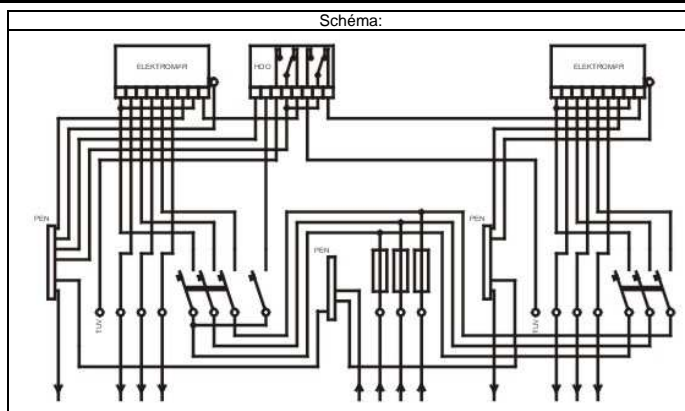 Schéma:
ELEKTROMĚR
HDO
ELEKTROMĚR
PEN
PEN
PEN
TUV
TUV